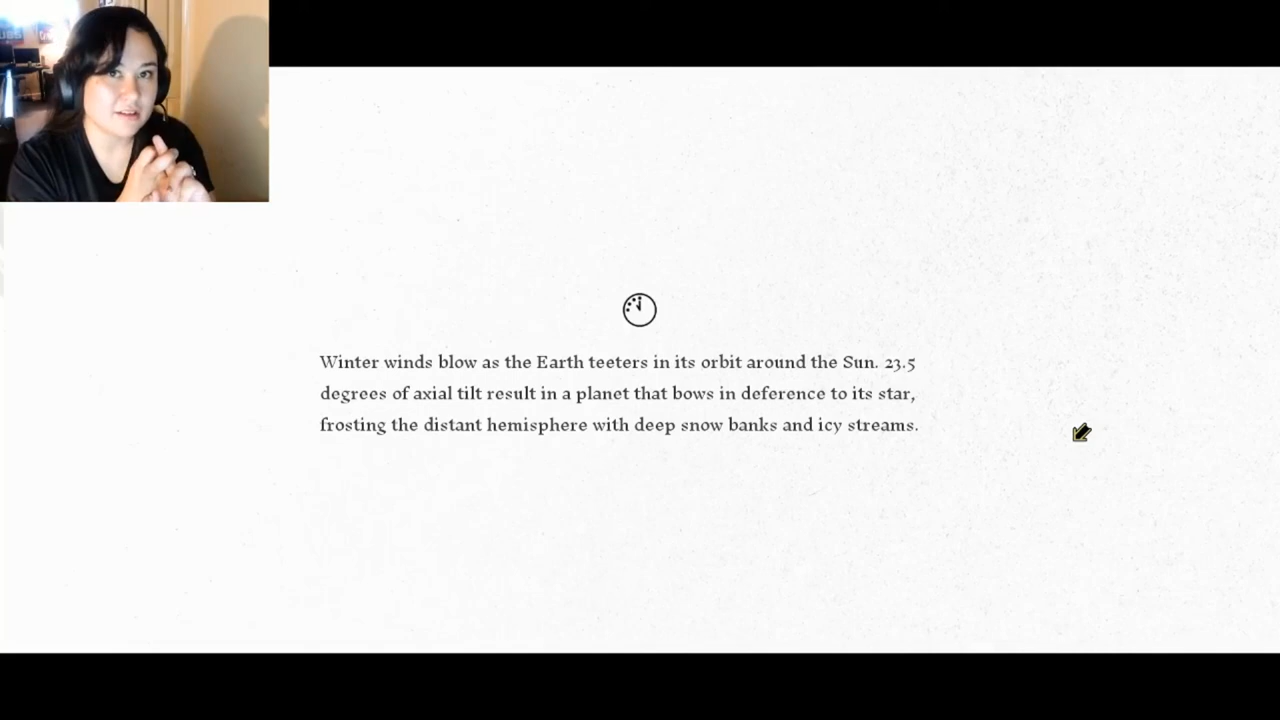 Winter winds blow as the Earth teeters in its orbit around the Sun. 23.5
degrees of axial tilt result in a planet that bows in deference to its star,
frosting the distant hemisphere with deep snow banks and icy streams.